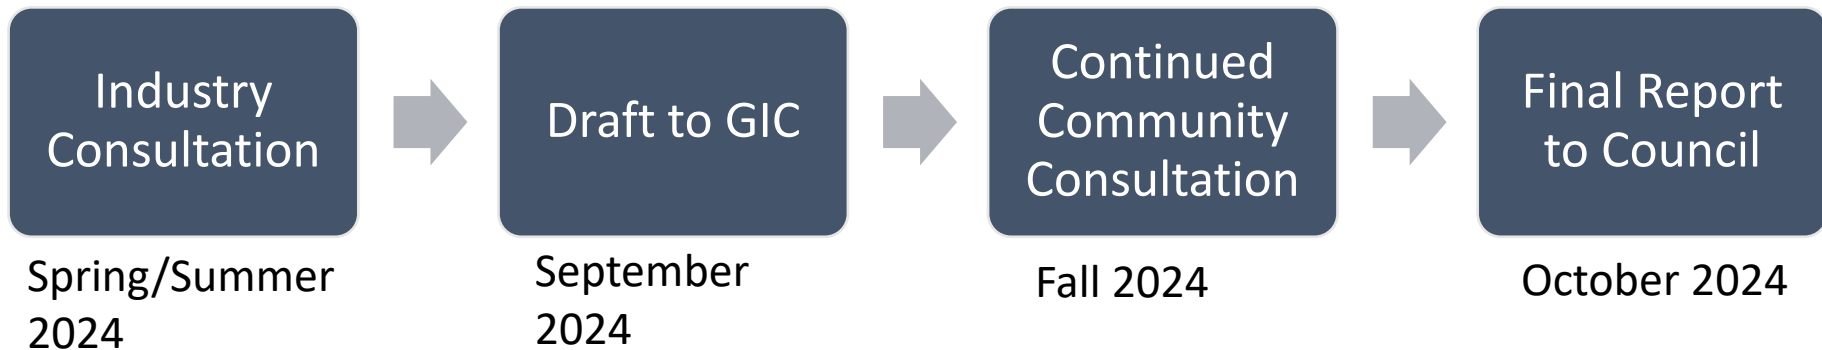 Industry
Consultation
Draft to GIC
Continued
Community
Consultation
Final Report
to Council
Spring/Summer
2024
September
2024
Fall 2024
October 2024